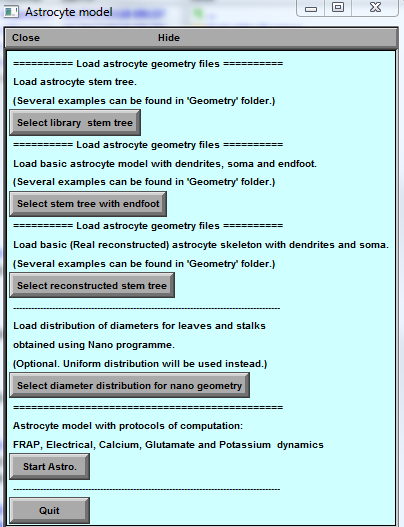 Astrocyte model
Close Hide
========== Load astrocyte geometry files ==========
Load astrocyte stem tree.
(Several examples can be found in 'Geometry' folder.)
Select library  stem tree
========== Load astrocyte geometry files ==========
Load basic astrocyte model with dendrites, soma and endfoot.
(Several examples can be found in 'Geometry' folder.)
Select stem tree with endfoot
========== Load astrocyte geometry files ==========
Load basic (Real reconstructed) astrocyte skeleton with dendrites and soma.
(Several examples can be found in 'Geometry' folder.)
Select reconstructed stem tree
--------------------------------------------------------------------------------
Load distribution of diameters for leaves and stalks
obtained using Nano programme.
(Optional. Uniform distribution will be used instead.)
Select diameter distribution for nano geometry
=============================================
Astrocyte model with protocols of computation:
FRAP, Electrical, Calcium, Glutamate and Potassium  dynamics
Start Astro.
--------------------------------------------------------------------------------
Quit